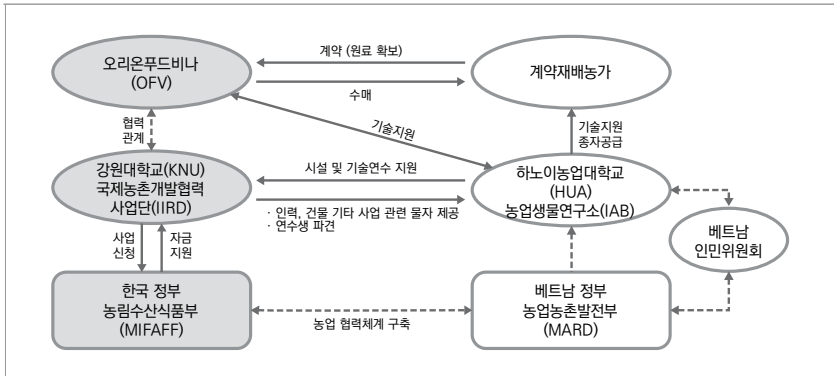 오리온푸드비나
(OFV)
계약 (원료 확보)
수매
계약재배농가
협력
관계
기술지원
기술지원
종자공급
강원대학교(KNU)
국제농촌개발협력
사업단(IIRD)
시설 및 기술연수 지원
· 인력, 건물 기타 사업 관련 물자 제공
· 연수생 파견
하노이농업대학교
(HUA)
농업생물연구소(IAB)
베트남
인민위원회
사업
신청
자금
지원
한국 정부
농림수산식품부
(MIFAFF)
농업 협력체계 구축
베트남 정부
농업농촌발전부
(MARD)